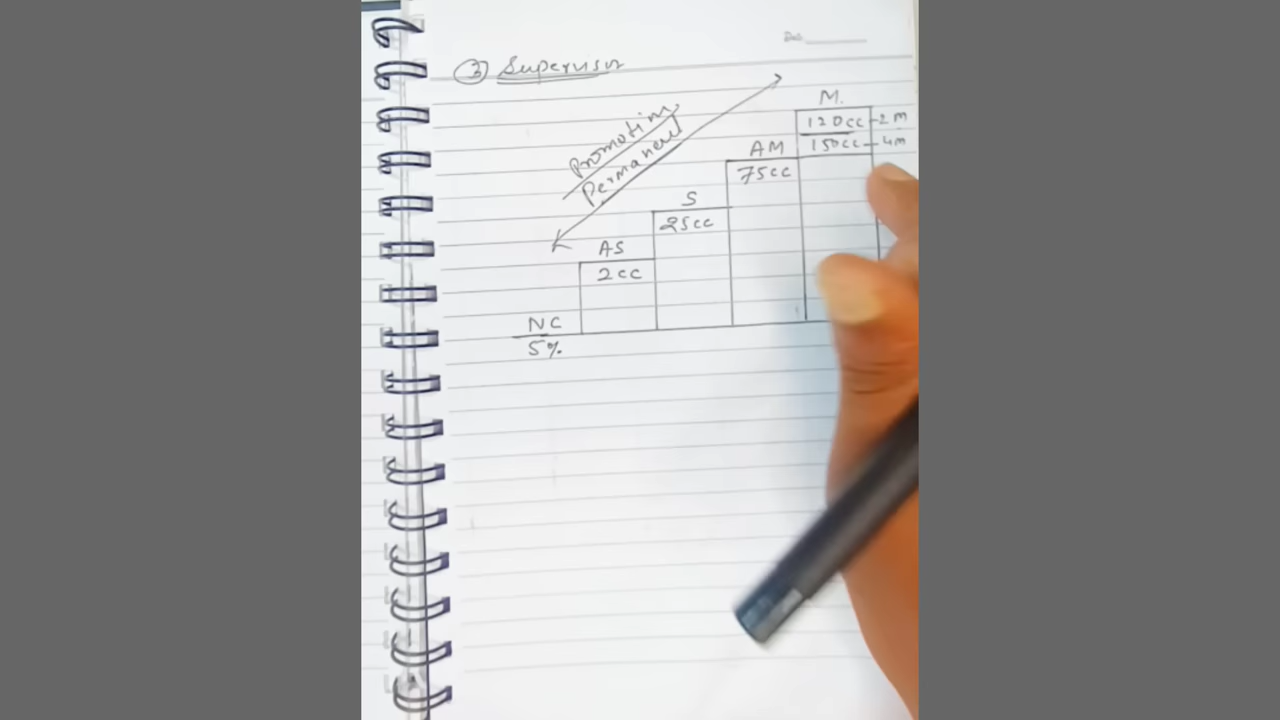 Date
③ Supervisor
Promotion
Permanent
M.
120cc - 2M
150cc - 4M
AM
75cc
S
25cc
AS
2cc
NC
5%